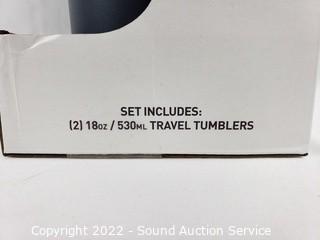 SET INCLUDES:
(2) 18oz / 530mL TRAVEL TUMBLERS
Copyright 2022 - Sound Auction Service